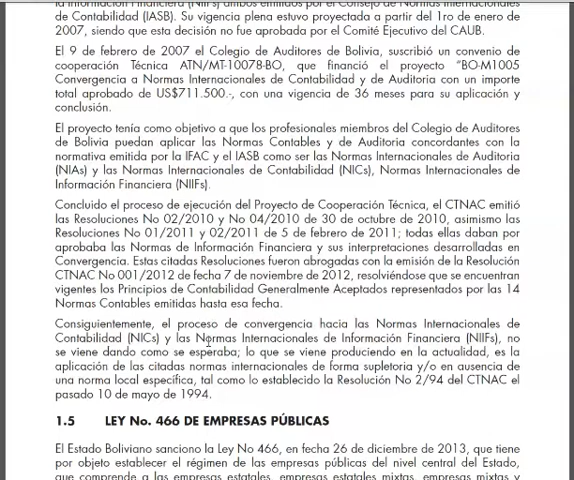 la Información Financiera (NIIFs) ambos emitidos por el Consejo de Normas Internacionales
de Contabilidad (IASB). Su vigencia plena estuvo proyectada a partir del 1ro de enero de
2007, siendo que esta decisión no fue aprobada por el Comité Ejecutivo del CAUB.
El 9 de febrero de 2007 el Colegio de Auditores de Bolivia, suscribió un convenio de
cooperación Técnica ATN/MT-10078-BO, que financió el proyecto “BO-M1005
Convergencia a Normas Internacionales de Contabilidad y de Auditoria con un importe
total aprobado de US$711.500.-, con una vigencia de 36 meses para su aplicación y
conclusión.
El proyecto tenía como objetivo a que los profesionales miembros del Colegio de Auditores
de Bolivia puedan aplicar las Normas Contables y de Auditoria concordantes con la
normativa emitida por la IFAC y el IASB como ser las Normas Internacionales de Auditoria
(NIAs) y las Normas Internacionales de Contabilidad (NICs), Normas Internacionales de
Información Financiera (NIIFs).
Concluido el proceso de ejecución del Proyecto de Cooperación Técnica, el CTNAC emitió
las Resoluciones No 02/2010 y No 04/2010 de 30 de octubre de 2010, asimismo las
Resoluciones No 01/2011 y 02/2011 de 5 de febrero de 2011; todas ellas daban por
aprobaba las Normas de Información Financiera y sus interpretaciones desarrolladas en
Convergencia. Estas citadas Resoluciones fueron abrogadas con la emisión de la Resolución
CTNAC No 001/2012 de fecha 7 de noviembre de 2012, resolviéndose que se encuentran
vigentes los Principios de Contabilidad Generalmente Aceptados representados por las 14
Normas Contables emitidas hasta esa fecha.
Consiguientemente, el proceso de convergencia hacia las Normas Internacionales de
Contabilidad (NICs) y las Normas Internacionales de Información Financiera (NIIFs), no
se viene dando como se esperaba; lo que se viene produciendo en la actualidad, es la
aplicación de las citadas normas internacionales de forma supletoria y/o en ausencia de
una norma local específica, tal como lo establecido la Resolución No 2/94 del CTNAC el
pasado 10 de mayo de 1994.
1.5 LEY No. 466 DE EMPRESAS PÚBLICAS
El Estado Boliviano sanciono la Ley No 466, en fecha 26 de diciembre de 2013, que tiene
por objeto establecer el régimen de las empresas públicas del nivel central del Estado,
que comprende a las empresas estatales, empresas estatales mixtas, empresas mixtas y